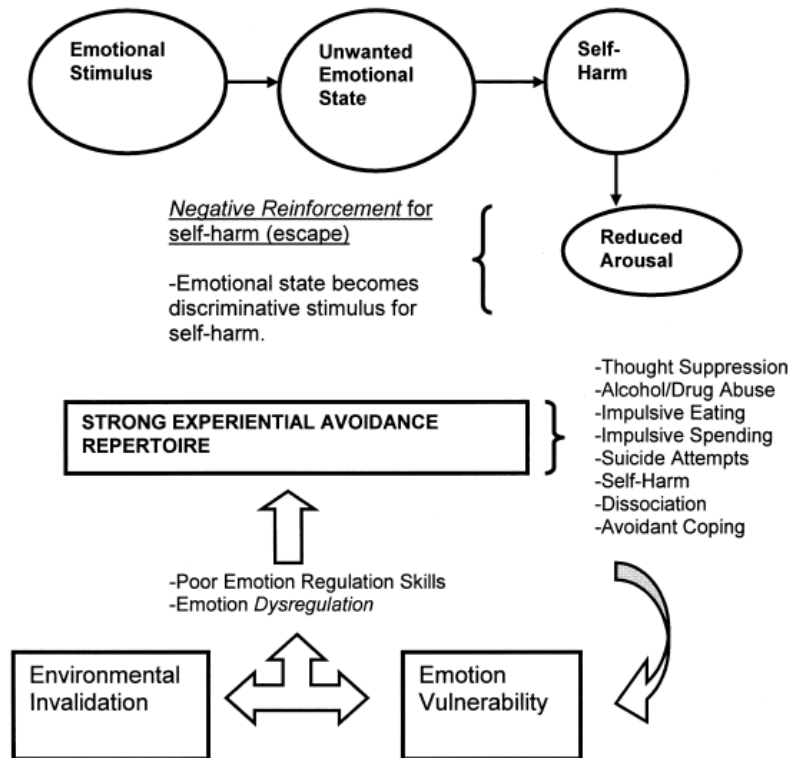 Emotional
Stimulus
Unwanted
Emotional
State
Self-
Harm
Reduced
Arousal
Negative Reinforcement for
self-harm (escape)
-Emotional state becomes
discriminative stimulus for
self-harm.
STRONG EXPERIENTIAL AVOIDANCE
REPERTOIRE
-Thought Suppression
-Alcohol/Drug Abuse
-Impulsive Eating
-Impulsive Spending
-Suicide Attempts
-Self-Harm
-Dissociation
-Avoidant Coping
-Poor Emotion Regulation Skills
-Emotion Dysregulation
Environmental
Invalidation
Emotion
Vulnerability